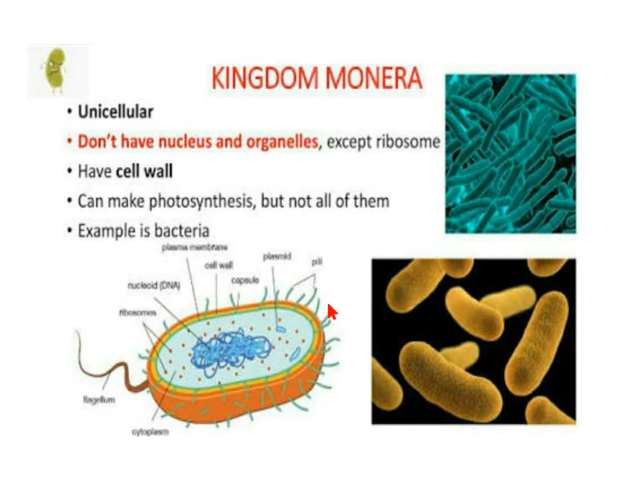 KINGDOM MONERA
• Unicellular
• Don't have nucleus and organelles, except ribosome
• Have cell wall
• Can make photosynthesis, but not all of them
• Example is bacteria
plasma membrane
cell wall
plasmid
pili
nucleoid (DNA)
capsule
ribosomes
flagellum
cytoplasm